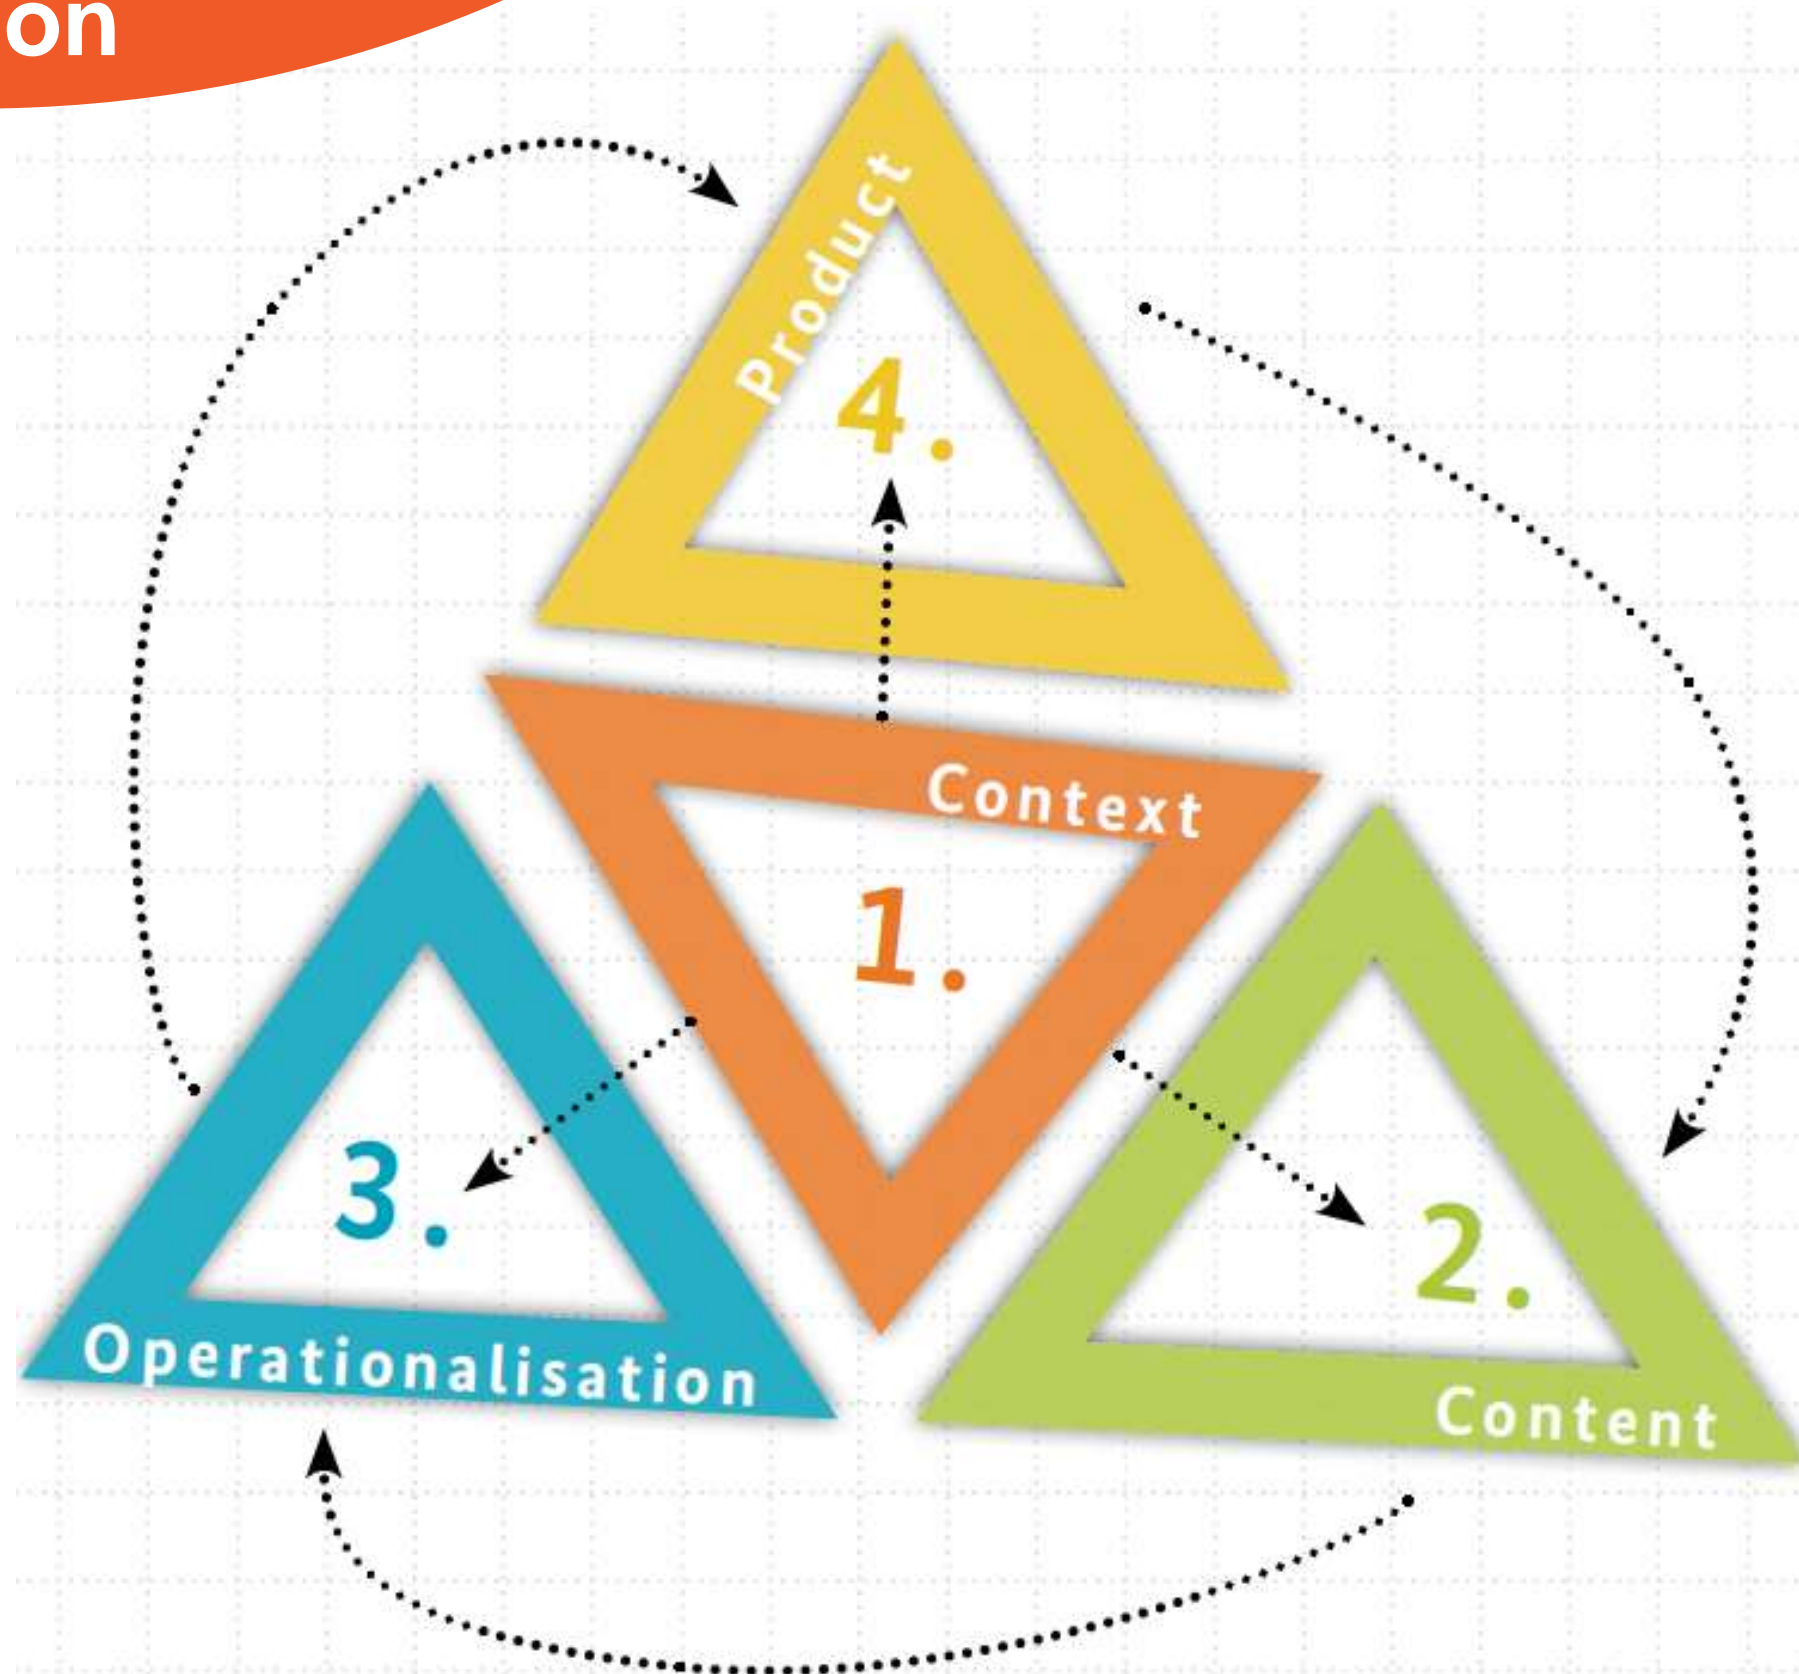 on
Product
4.
Context
1.
3.
2.
Operationalisation
Content